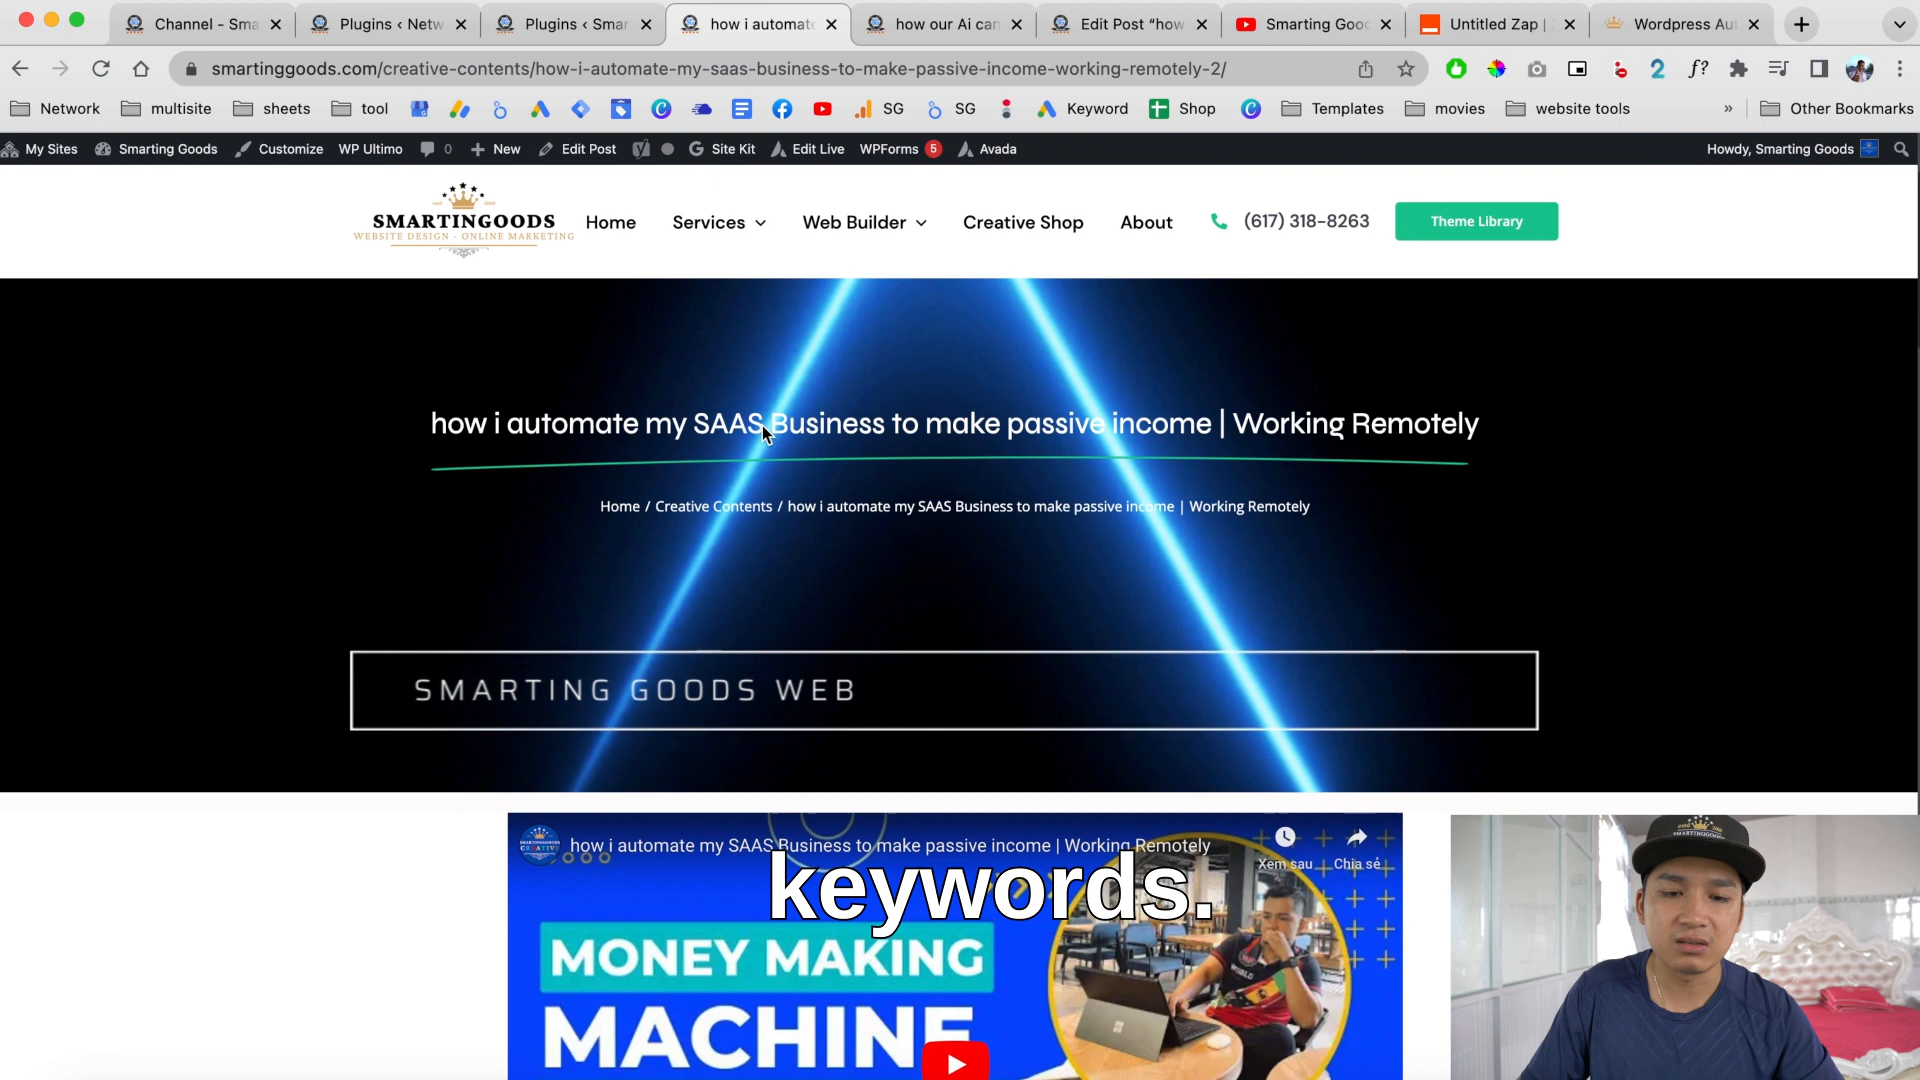 Channel - Sma
Plugins ‹ Netw
Plugins ‹ Smar
how i automate
how our Ai can
Edit Post “how
Smarting Goo
Untitled Zap |
Wordpress Au
smartinggoods.com/creative-contents/how-i-automate-my-saas-business-to-make-passive-income-working-remotely-2/
Network
multisite
sheets
tool
SG
SG
Keyword
Shop
Templates
movies
website tools
»
Other Bookmarks
My Sites
Smarting Goods
Customize
WP Ultimo
0
New
Edit Post
Site Kit
Edit Live
WPForms 5
Avada
Howdy, Smarting Goods
SMARTINGOODS
WEBSITE DESIGN - ONLINE MARKETING
Home
Services
Web Builder
Creative Shop
About
(617) 318-8263
Theme Library
how i automate my SAAS Business to make passive income | Working Remotely
Home / Creative Contents / how i automate my SAAS Business to make passive income | Working Remotely
SMARTING GOODS WEB
how i automate my SAAS Business to make passive income | Working Remotely
Xem sau
Chia sẻ
keywords.
MONEY MAKING
MACHINE